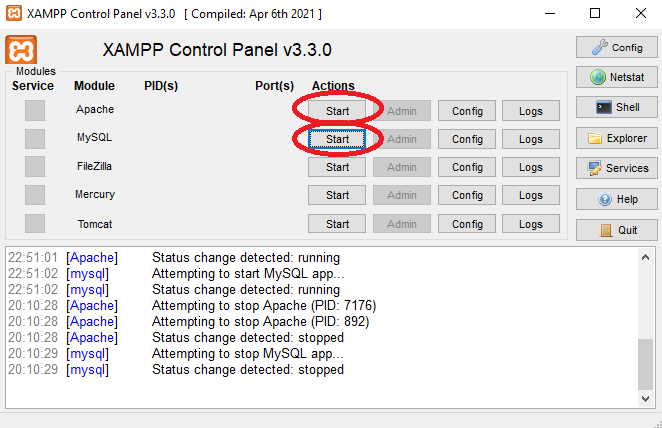 XAMPP Control Panel v3.3.0 [ Compiled: Apr 6th 2021 ]
XAMPP Control Panel v3.3.0
Config
Modules
Service Module PID(s) Port(s) Actions
Netstat
Apache Start Admin Config Logs
Shell
MySQL Start Admin Config Logs
Explorer
FileZilla Start Admin Config Logs
Services
Mercury Start Admin Config Logs
Help
Tomcat Start Admin Config Logs
Quit
22:51:01 [Apache] Status change detected: running
22:51:02 [mysql] Attempting to start MySQL app...
22:51:02 [mysql] Status change detected: running
20:10:28 [Apache] Attempting to stop Apache (PID: 7176)
20:10:28 [Apache] Attempting to stop Apache (PID: 892)
20:10:28 [Apache] Status change detected: stopped
20:10:29 [mysql] Attempting to stop MySQL app...
20:10:29 [mysql] Status change detected: stopped